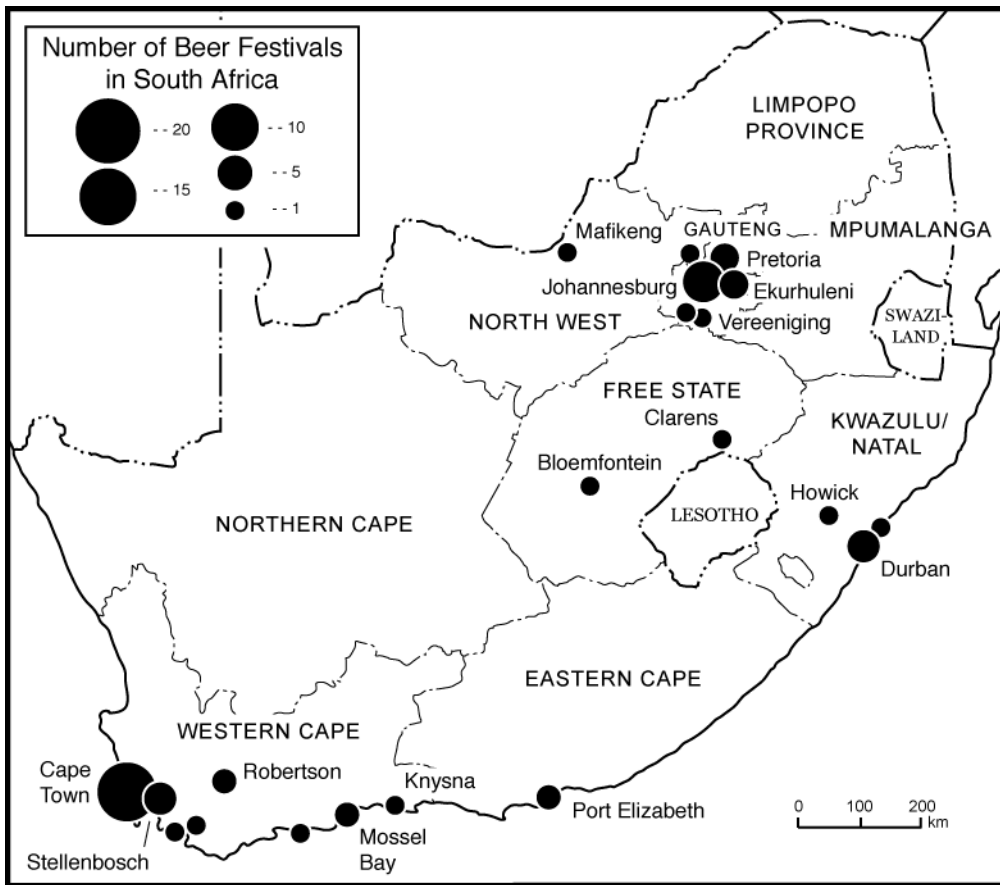 Number of Beer Festivals
in South Africa
- - 20
- - 10
- - 15
- - 5
- - 1
LIMPOPO
PROVINCE
Mafikeng
GAUTENG
MPUMALANGA
Pretoria
Johannesburg
Ekurhuleni
NORTH WEST
Vereeniging
SWAZI-
LAND
FREE STATE
Clarens
KWAZULU/
NATAL
Bloemfontein
Howick
NORTHERN CAPE
LESOTHO
Durban
EASTERN CAPE
WESTERN CAPE
Cape
Town
Robertson
Knysna
Port Elizabeth
Mossel
Bay
Stellenbosch
0 100 200
km